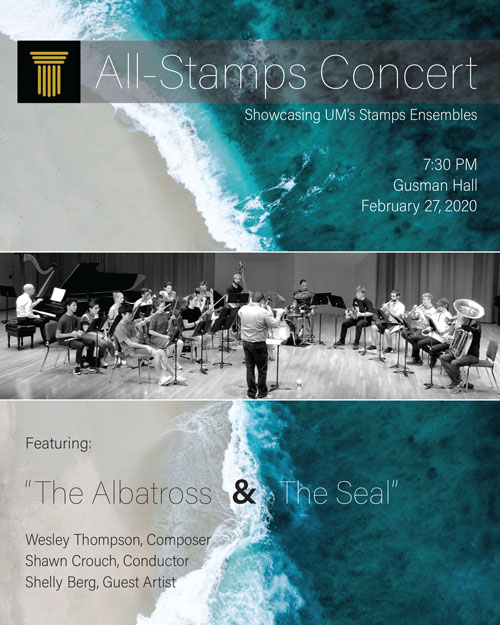 All-Stamps Concert
Showcasing UM's Stamps Ensembles
7:30 PM
Gusman Hall
February 27, 2020
Featuring:
“The Albatross & The Seal”
Wesley Thompson, Composer
Shawn Crouch, Conductor
Shelly Berg, Guest Artist